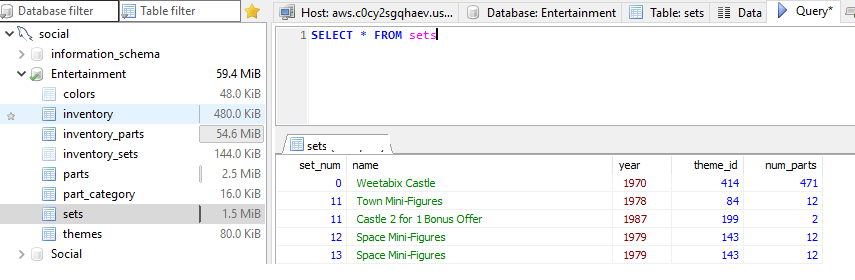 Database filter
Table filter
Host: aws.c0cy2sgqhaev.us...
Database: Entertainment
Table: sets
Data
Query*
social
information_schema
Entertainment 59.4 MiB
colors 48.0 KiB
inventory 480.0 KiB
inventory_parts 54.6 MiB
inventory_sets 144.0 KiB
parts 2.5 MiB
part_category 16.0 KiB
sets 1.5 MiB
themes 80.0 KiB
Social
1 SELECT * FROM sets
sets
set_num name year theme_id num_parts
0 Weetabix Castle 1970 414 471
11 Town Mini-Figures 1978 84 12
11 Castle 2 for 1 Bonus Offer 1987 199 2
12 Space Mini-Figures 1979 143 12
13 Space Mini-Figures 1979 143 12